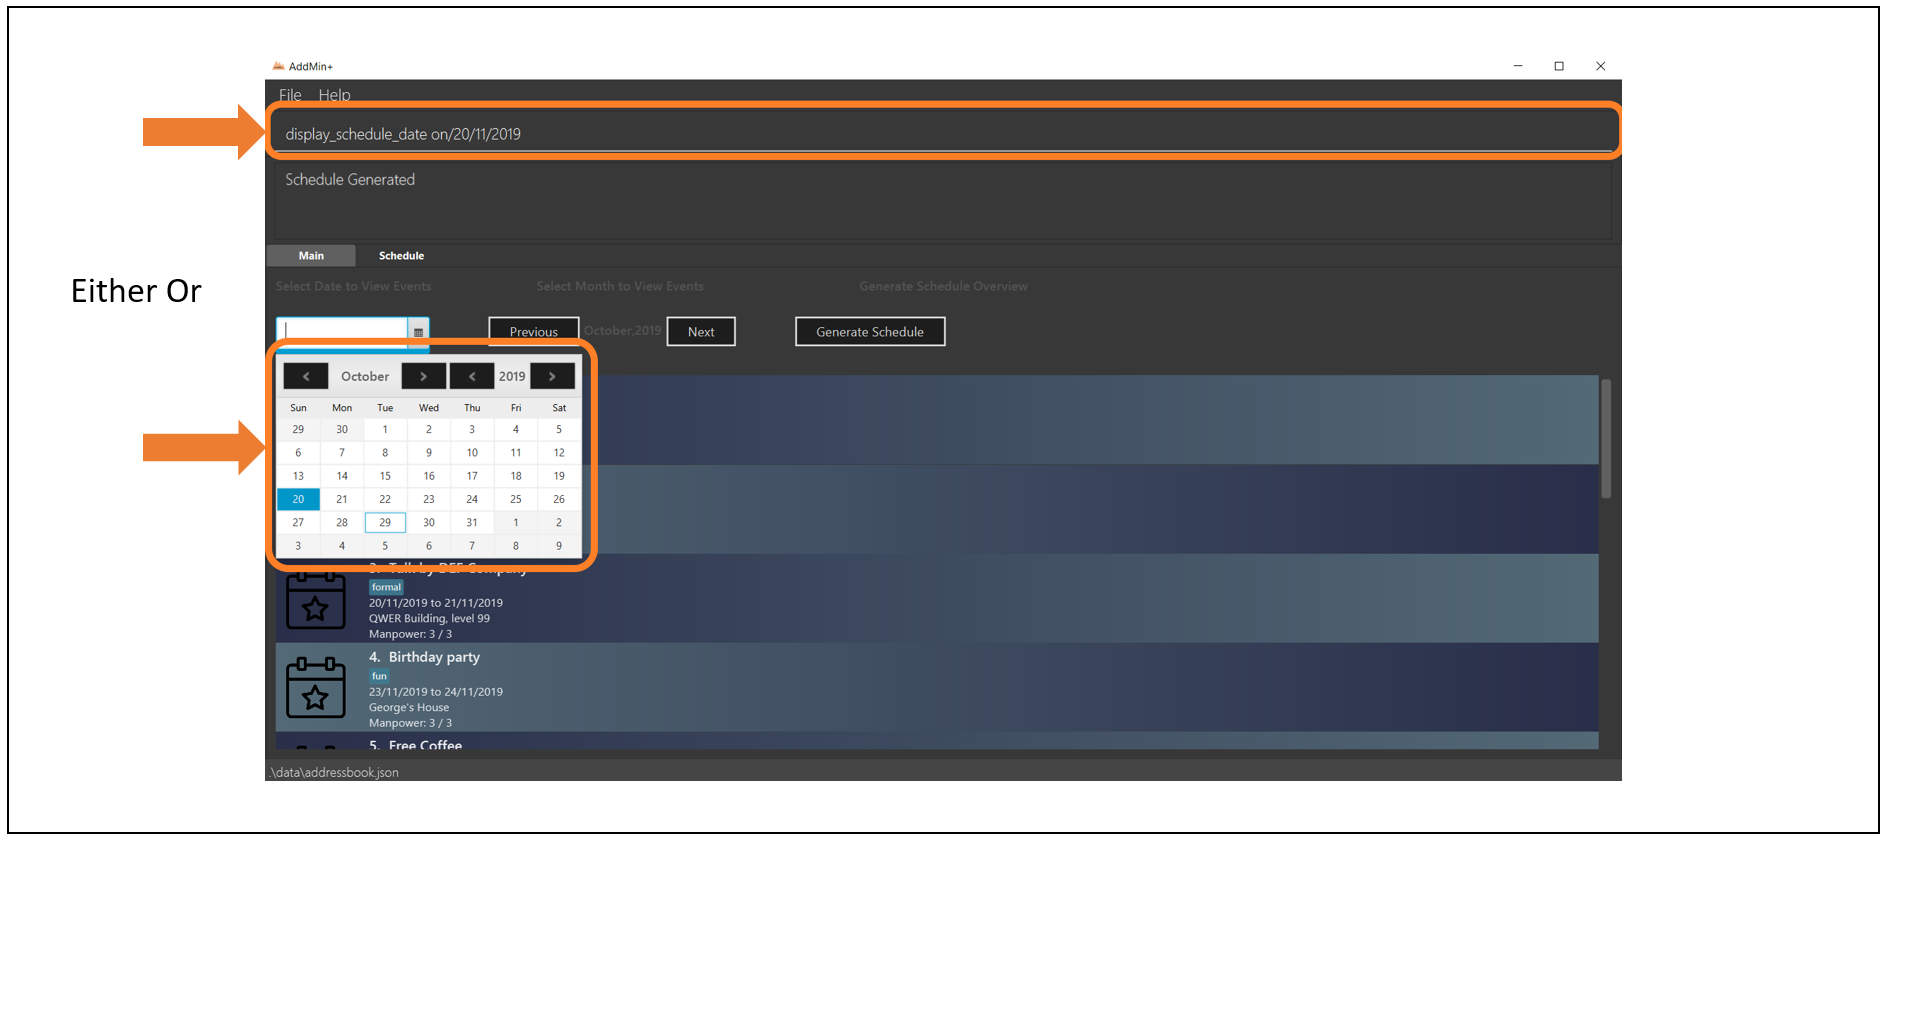 AddMin+
File Help
display_schedule_date on/20/11/2019
Schedule Generated
Main Schedule
Either Or
Select Date to View Events Select Month to View Events Generate Schedule Overview
Previous October,2019 Next Generate Schedule
< October > < 2019 >
Sun Mon Tue Wed Thu Fri Sat
29 30 1 2 3 4 5
6 7 8 9 10 11 12
13 14 15 16 17 18 19
20 21 22 23 24 25 26
27 28 29 30 31 1 2
3 4 5 6 7 8 9
3. Talk by DEF Company
formal
20/11/2019 to 21/11/2019
QWER Building, level 99
Manpower: 3 / 3
4. Birthday party
fun
23/11/2019 to 24/11/2019
George's House
Manpower: 3 / 3
5. Free Coffee
.\data\addressbook.json